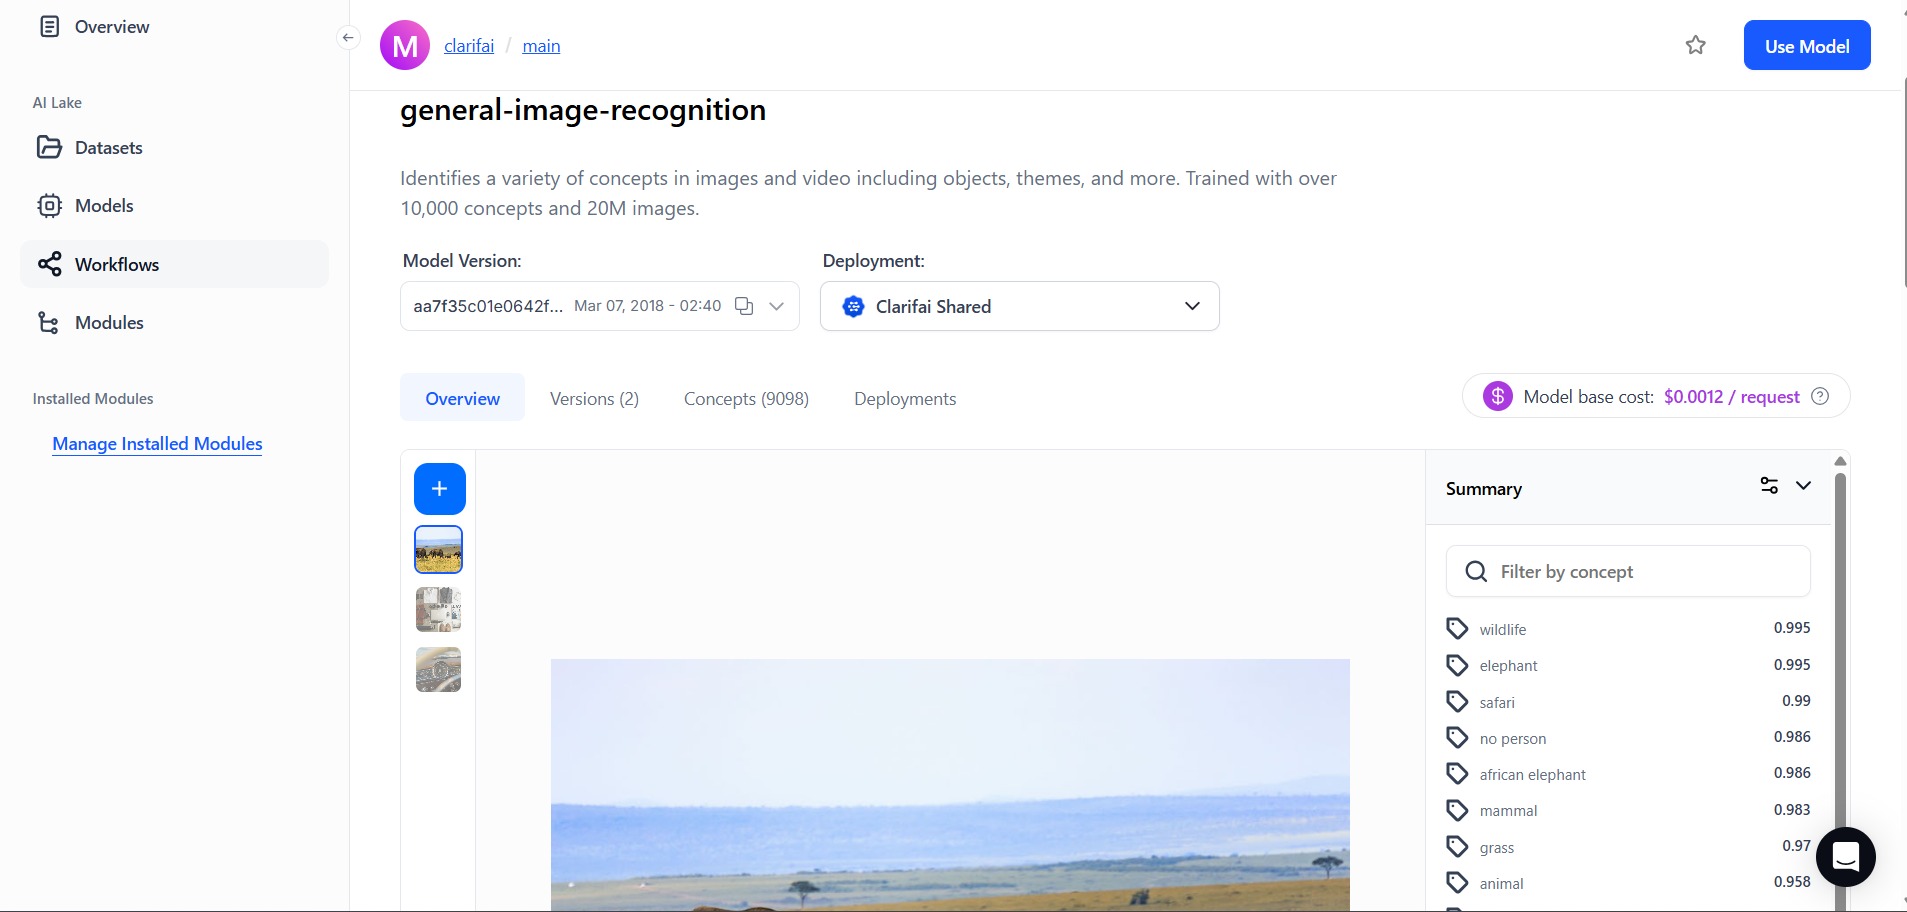 Overview
AI Lake
Datasets
Models
Workflows
Modules
Installed Modules
Manage Installed Modules
M
clarifai / main
Use Model
general-image-recognition
Identifies a variety of concepts in images and video including objects, themes, and more. Trained with over
10,000 concepts and 20M images.
Model Version:
aa7f35c01e0642f... Mar 07, 2018 - 02:40
Deployment:
Clarifai Shared
Overview
Versions (2)
Concepts (9098)
Deployments
$ Model base cost: $0.0012 / request ?
+
Summary
Filter by concept
wildlife 0.995
elephant 0.995
safari 0.99
no person 0.986
african elephant 0.986
mammal 0.983
grass 0.97
animal 0.958